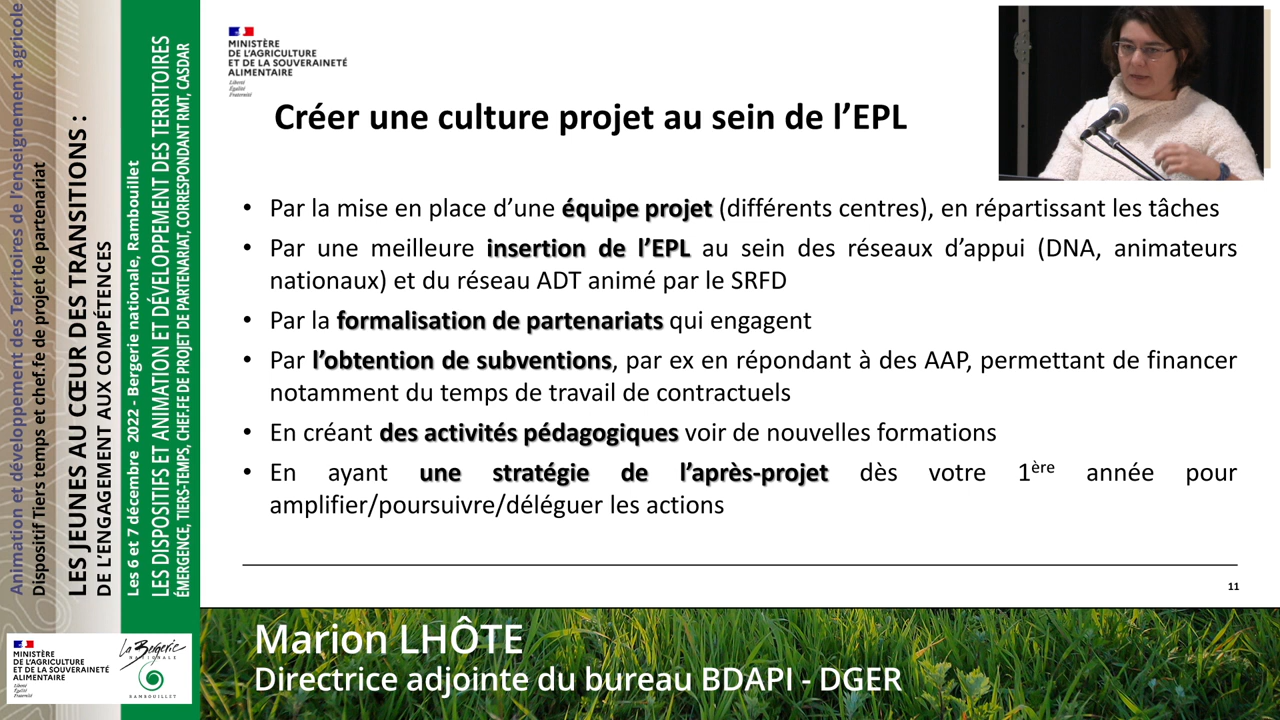 Animation et développement des Territoires de l'enseignement agricole
Dispositif Tiers temps et chef.fe de projet de partenariat
LES JEUNES AU CŒUR DES TRANSITIONS :
DE L'ENGAGEMENT AUX COMPÉTENCES
Les 6 et 7 décembre 2022 - Bergerie nationale, Rambouillet
LES DISPOSITIFS ET ANIMATION ET DÉVELOPPEMENT DES TERRITOIRES
ÉMERGENCE, TIERS-TEMPS, CHEF.FE DE PROJET DE PARTENARIAT, CORRESPONDANT RMT, CASDAR
MINISTÈRE
DE L'AGRICULTURE
ET DE LA SOUVERAINETÉ
ALIMENTAIRE
Liberté
Égalité
Fraternité
La Bergerie
NATIONALE
RAMBOUILLET
MINISTÈRE
DE L'AGRICULTURE
ET DE LA SOUVERAINETÉ
ALIMENTAIRE
Liberté
Égalité
Fraternité
Créer une culture projet au sein de l'EPL
• Par la mise en place d'une équipe projet (différents centres), en répartissant les tâches
• Par une meilleure insertion de l'EPL au sein des réseaux d'appui (DNA, animateurs
nationaux) et du réseau ADT animé par le SRFD
• Par la formalisation de partenariats qui engagent
• Par l'obtention de subventions, par ex en répondant à des AAP, permettant de financer
notamment du temps de travail de contractuels
• En créant des activités pédagogiques voir de nouvelles formations
• En ayant une stratégie de l'après-projet dès votre 1ère année pour
amplifier/poursuivre/déléguer les actions
11
Marion LHÔTE
Directrice adjointe du bureau BDAPI - DGER